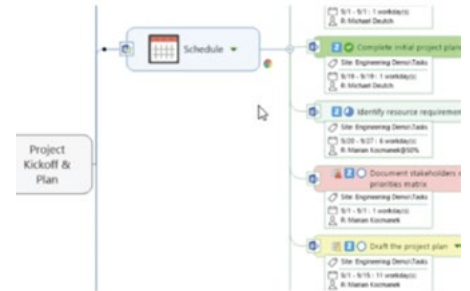 9/1 - 9/1 : 1 workday(s)
R: Michael Deutch
Schedule
Complete initial project plan
Site: Engineering Demo\Tasks
9/19 - 9/19 : 1 workday(s)
R: Michael Deutch
Identify resource requirement
Site: Engineering Demo\Tasks
9/20 - 9/27 : 6 workday(s)
R: Marian Kocmanek@50%
Project
Kickoff &
Plan
Document stakeholders
priorities matrix
Site: Engineering Demo\Tasks
9/1 - 9/1 : 1 workday(s)
R: Marian Kocmanek
Draft the project plan
Site: Engineering Demo\Tasks
9/1 - 9/15 : 11 workday(s)
R: Marian Kocmanek